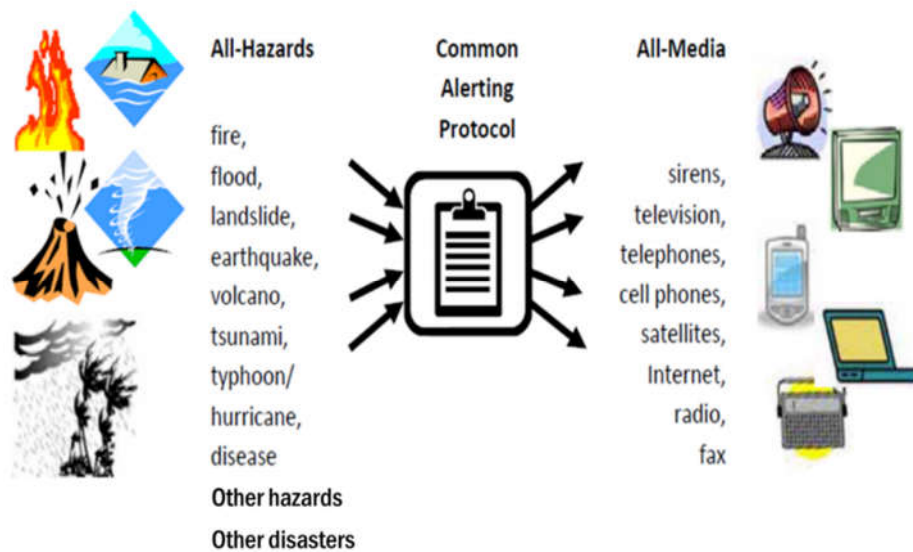 All-Hazards
fire,
flood,
landslide,
earthquake,
volcano,
tsunami,
typhoon/
hurricane,
disease
Other hazards
Other disasters
Common
Alerting
Protocol
All-Media
sirens,
television,
telephones,
cell phones,
satellites,
Internet,
radio,
fax